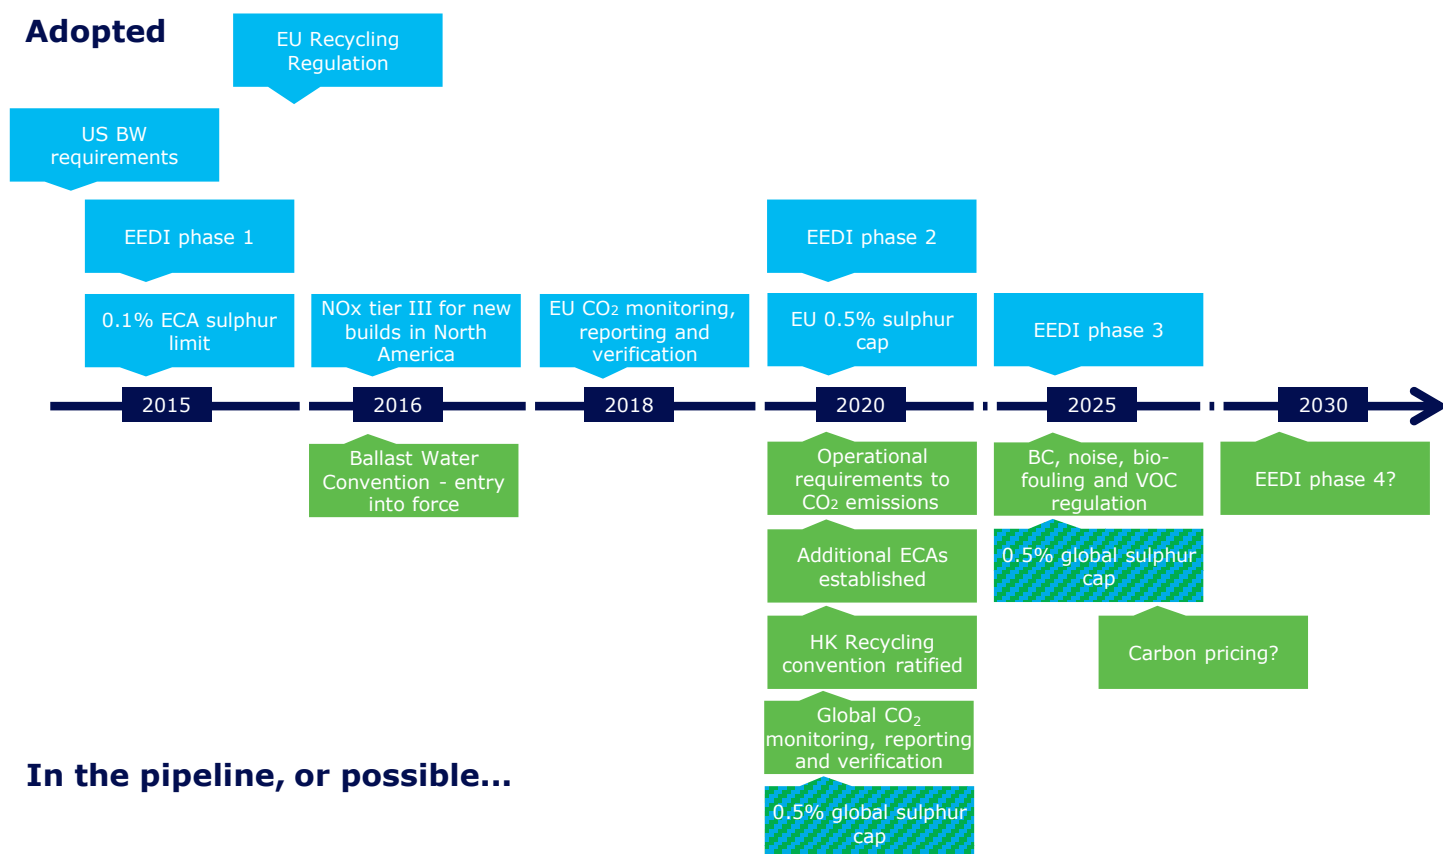 Adopted
EU Recycling
Regulation
US BW
requirements
EEDI phase 1
EEDI phase 2
0.1% ECA sulphur
limit
NOx tier III for new
builds in North
America
EU CO₂ monitoring,
reporting and
verification
EU 0.5% sulphur
cap
EEDI phase 3
2015
2016
2018
2020
2025
2030
Ballast Water
Convention - entry
into force
Operational
requirements to
CO₂ emissions
BC, noise, bio-
fouling and VOC
regulation
EEDI phase 4?
Additional ECAs
established
0.5% global sulphur
cap
HK Recycling
convention ratified
Carbon pricing?
Global CO₂
monitoring, reporting
and verification
In the pipeline, or possible...
0.5% global sulphur
cap